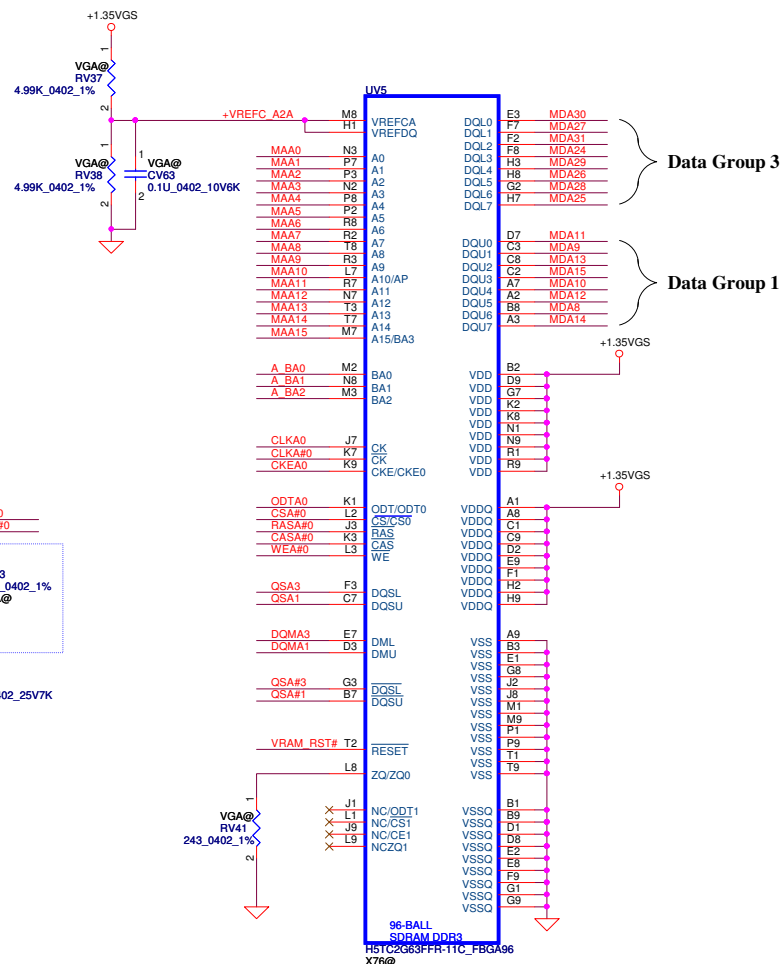 +1.35VGS
1
VGA@
RV37
4.99K_0402_1%
2
1
VGA@
RV38
4.99K_0402_1%
2
1
VGA@
CV63
0.1U_0402_10V6K
2
+VREFC_A2A
UV5
M8 VREFCA
H1 VREFDQ
MAA0 N3 A0
MAA1 P7 A1
MAA2 P3 A2
MAA3 N2 A3
MAA4 P8 A4
MAA5 P2 A5
MAA6 R8 A6
MAA7 R2 A7
MAA8 T8 A8
MAA9 R3 A9
MAA10 L7 A10/AP
MAA11 R7 A11
MAA12 N7 A12
MAA13 T3 A13
MAA14 T7 A14
MAA15 M7 A15/BA3
A_BA0 M2 BA0
A_BA1 N8 BA1
A_BA2 M3 BA2
CLKA0 J7 CK
CLKA#0 K7 CK
CKEA0 K9 CKE/CKE0
ODTA0 K1 ODT/ODT0
CSA#0 L2 CS/CS0
RASA#0 J3 RAS
CASA#0 K3 CAS
WEA#0 L3 WE
QSA3 F3 DQSL
QSA1 C7 DQSU
DQMA3 E7 DML
DQMA1 D3 DMU
QSA#3 G3 DQSL
QSA#1 B7 DQSU
VRAM_RST# T2 RESET
L8 ZQ/ZQ0
1
VGA@
RV41
243_0402_1%
2
J1 NC/ODT1
L1 NC/CS1
J9 NC/CE1
L9 NCZQ1
DQL0 E3 MDA30
DQL1 F7 MDA27
DQL2 F2 MDA31
DQL3 F8 MDA24
DQL4 H3 MDA29
DQL5 H8 MDA26
DQL6 G2 MDA28
DQL7 H7 MDA25
Data Group 3
DQU0 D7 MDA11
DQU1 C3 MDA9
DQU2 C8 MDA13
DQU3 C2 MDA15
DQU4 A7 MDA10
DQU5 A2 MDA12
DQU6 B8 MDA8
DQU7 A3 MDA14
Data Group 1
+1.35VGS
VDD B2
VDD D9
VDD G7
VDD K2
VDD K8
VDD N1
VDD N9
VDD R1
VDD R9
+1.35VGS
VDDQ A1
VDDQ A8
VDDQ C1
VDDQ C9
VDDQ D2
VDDQ E9
VDDQ F1
VDDQ H2
VDDQ H9
VSS A9
VSS B3
VSS E1
VSS G8
VSS J2
VSS J8
VSS M1
VSS M9
VSS P1
VSS P9
VSS T1
VSS T9
VSSQ B1
VSSQ B9
VSSQ D1
VSSQ D8
VSSQ E2
VSSQ E8
VSSQ F9
VSSQ G1
VSSQ G9
96-BALL
SDRAM DDR3
H5TC2G63FFR-11C_FBGA96
X76@
0
#0
3
_0402_1%
@
402_25V7K